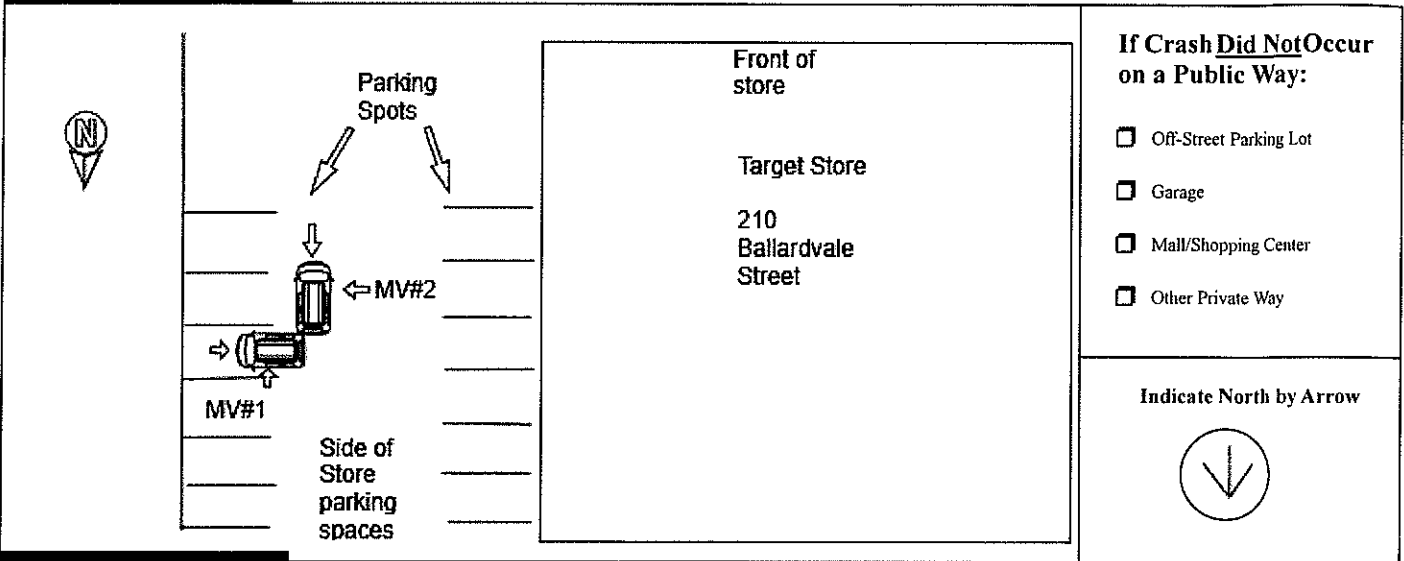 N
Parking
Spots
MV#2
MV#1
Side of
Store
parking
spaces
Front of
store
Target Store
210
Ballardvale
Street
If Crash Did Not Occur
on a Public Way:
Off-Street Parking Lot
Garage
Mall/Shopping Center
Other Private Way
Indicate North by Arrow